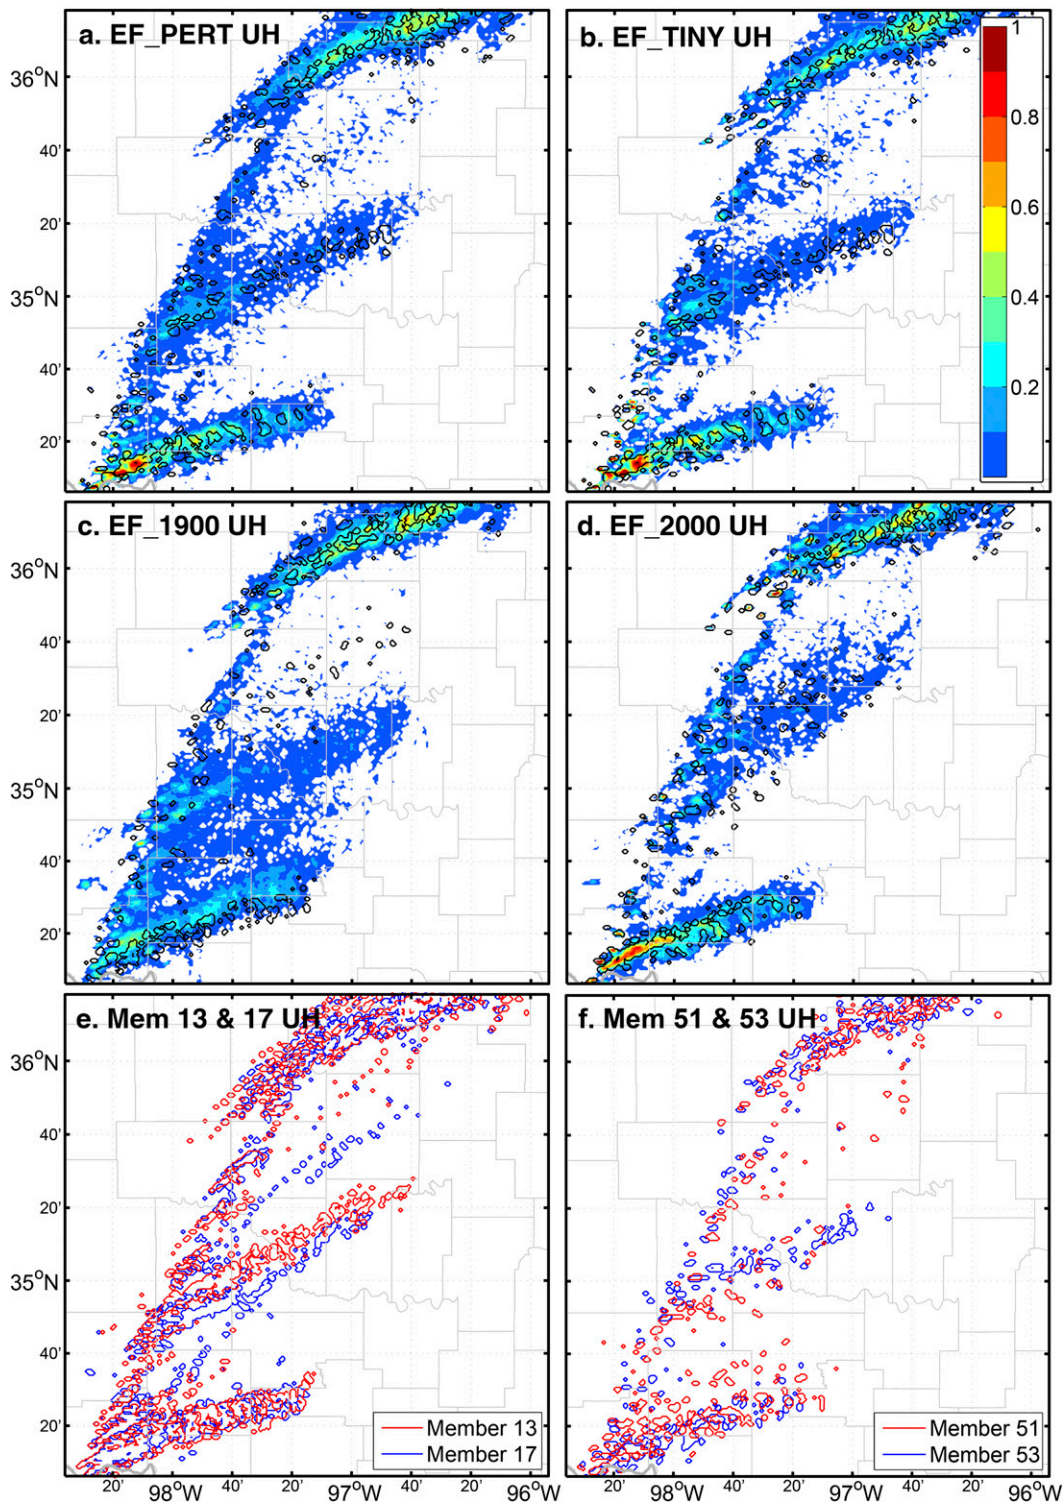 a. EF_PERT UH
b. EF_TINY UH
1
0.8
0.6
0.4
0.2
36°N
40'
20'
35°N
40'
20'
c. EF_1900 UH
d. EF_2000 UH
36°N
40'
20'
35°N
40'
20'
e. Mem 13 & 17 UH
f. Mem 51 & 53 UH
36°N
40'
20'
35°N
40'
20'
Member 13
Member 17
Member 51
Member 53
20' 98°W 40' 20' 97°W 40' 20' 96°W
20' 98°W 40' 20' 97°W 40' 20' 96°W